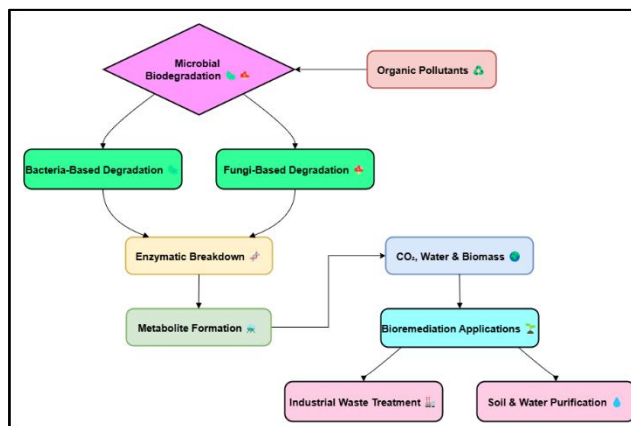 Microbial
Biodegradation 🦠 🍄
Organic Pollutants ♻️
Bacteria-Based Degradation 🦠
Fungi-Based Degradation 🍄
Enzymatic Breakdown 🧬
CO₂, Water & Biomass 🌍
Metabolite Formation
Bioremediation Applications 🌱
Industrial Waste Treatment 🏭
Soil & Water Purification 💧